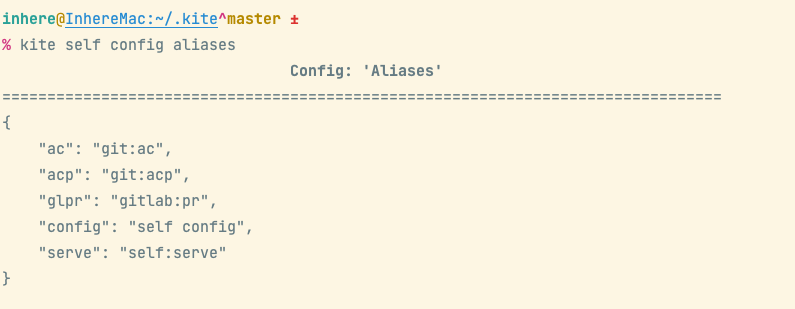 inhere@InhereMac:~/.kite^master ±
% kite self config aliases
Config: 'Aliases'
================================================================================
{
    "ac": "git:ac",
    "acp": "git:acp",
    "glpr": "gitlab:pr",
    "config": "self config",
    "serve": "self:serve"
}